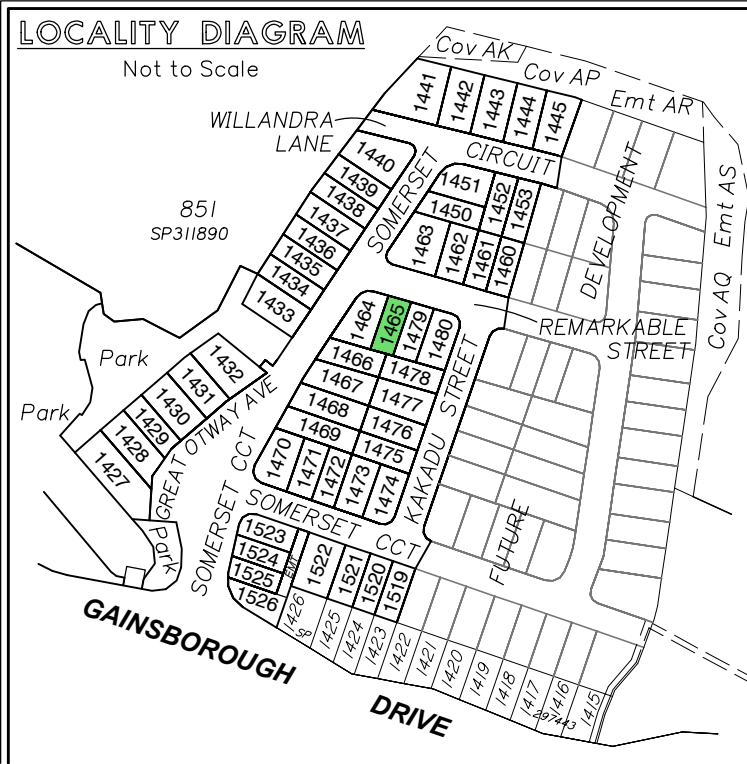 LOCALITY DIAGRAM
Not to Scale
Cov AK
Cov AP
Emt AR
Emt AS
Cov AQ
WILLANDRA
LANE
1441
1442
1443
1444
1445
SOMERSET
CIRCUIT
1440
1439
1438
1437
1436
1435
1434
1433
851
SP311890
1451
1452
1453
1450
1463
1462
1461
1460
DEVELOPMENT
REMARKABLE
STREET
1464
1465
1479
1480
1466
1478
1467
1477
1468
1476
1469
1475
1470
1471
1472
1473
1474
KAKADU STREET
Park
Park
1432
1431
1430
1429
1428
1427
GREAT OTWAY AVE
Park
SOMERSET CCT
SOMERSET CCT
FUTURE
1523
1524
1525
1526
EMT
1522
1521
1520
1519
1426
SP
1425
1424
1423
1422
1421
1420
1419
1418
1417
1416
1415
297443
GAINSBOROUGH
DRIVE